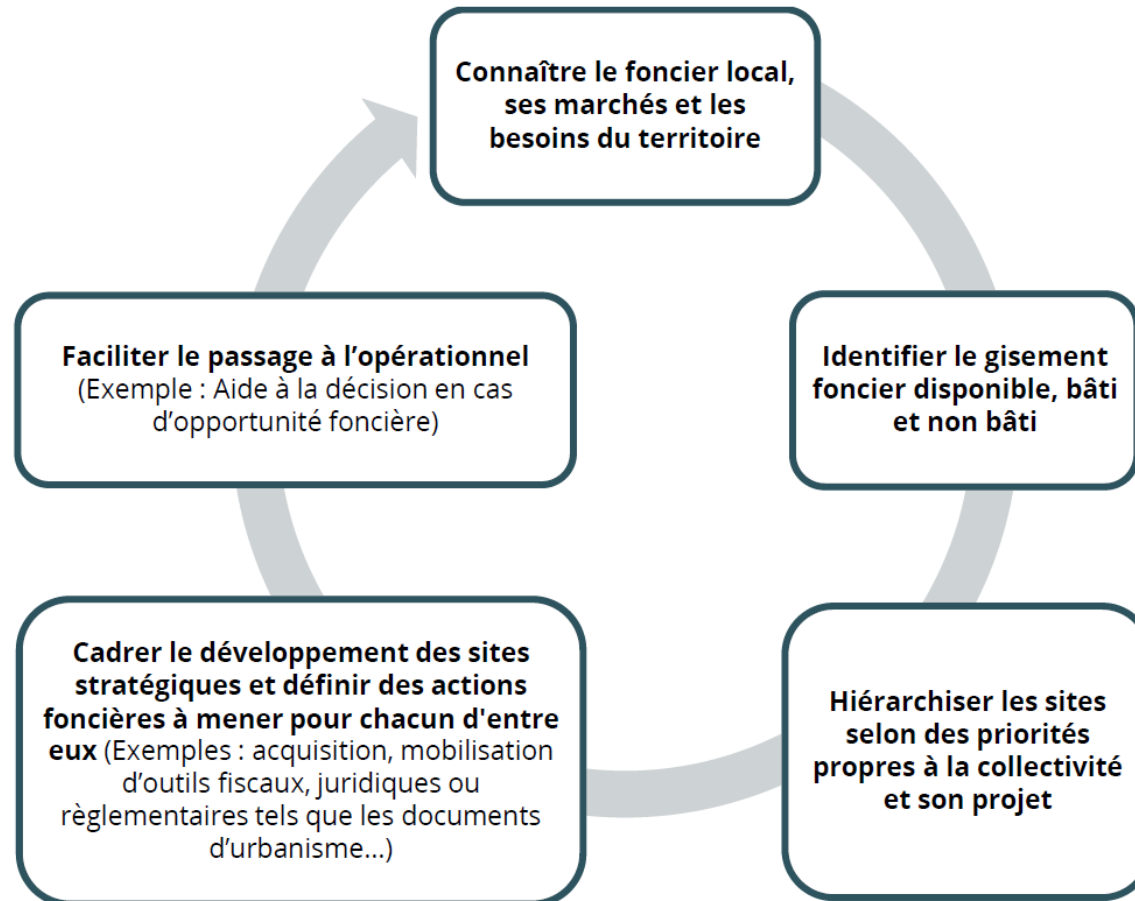 Connaître le foncier local,
ses marchés et les
besoins du territoire
Identifier le gisement
foncier disponible, bâti
et non bâti
Hiérarchiser les sites
selon des priorités
propres à la collectivité
et son projet
Cadrer le développement des sites
stratégiques et définir des actions
foncières à mener pour chacun d'entre
eux (Exemples : acquisition, mobilisation
d’outils fiscaux, juridiques ou
règlementaires tels que les documents
d’urbanisme...)
Faciliter le passage à l’opérationnel
(Exemple : Aide à la décision en cas
d’opportunité foncière)